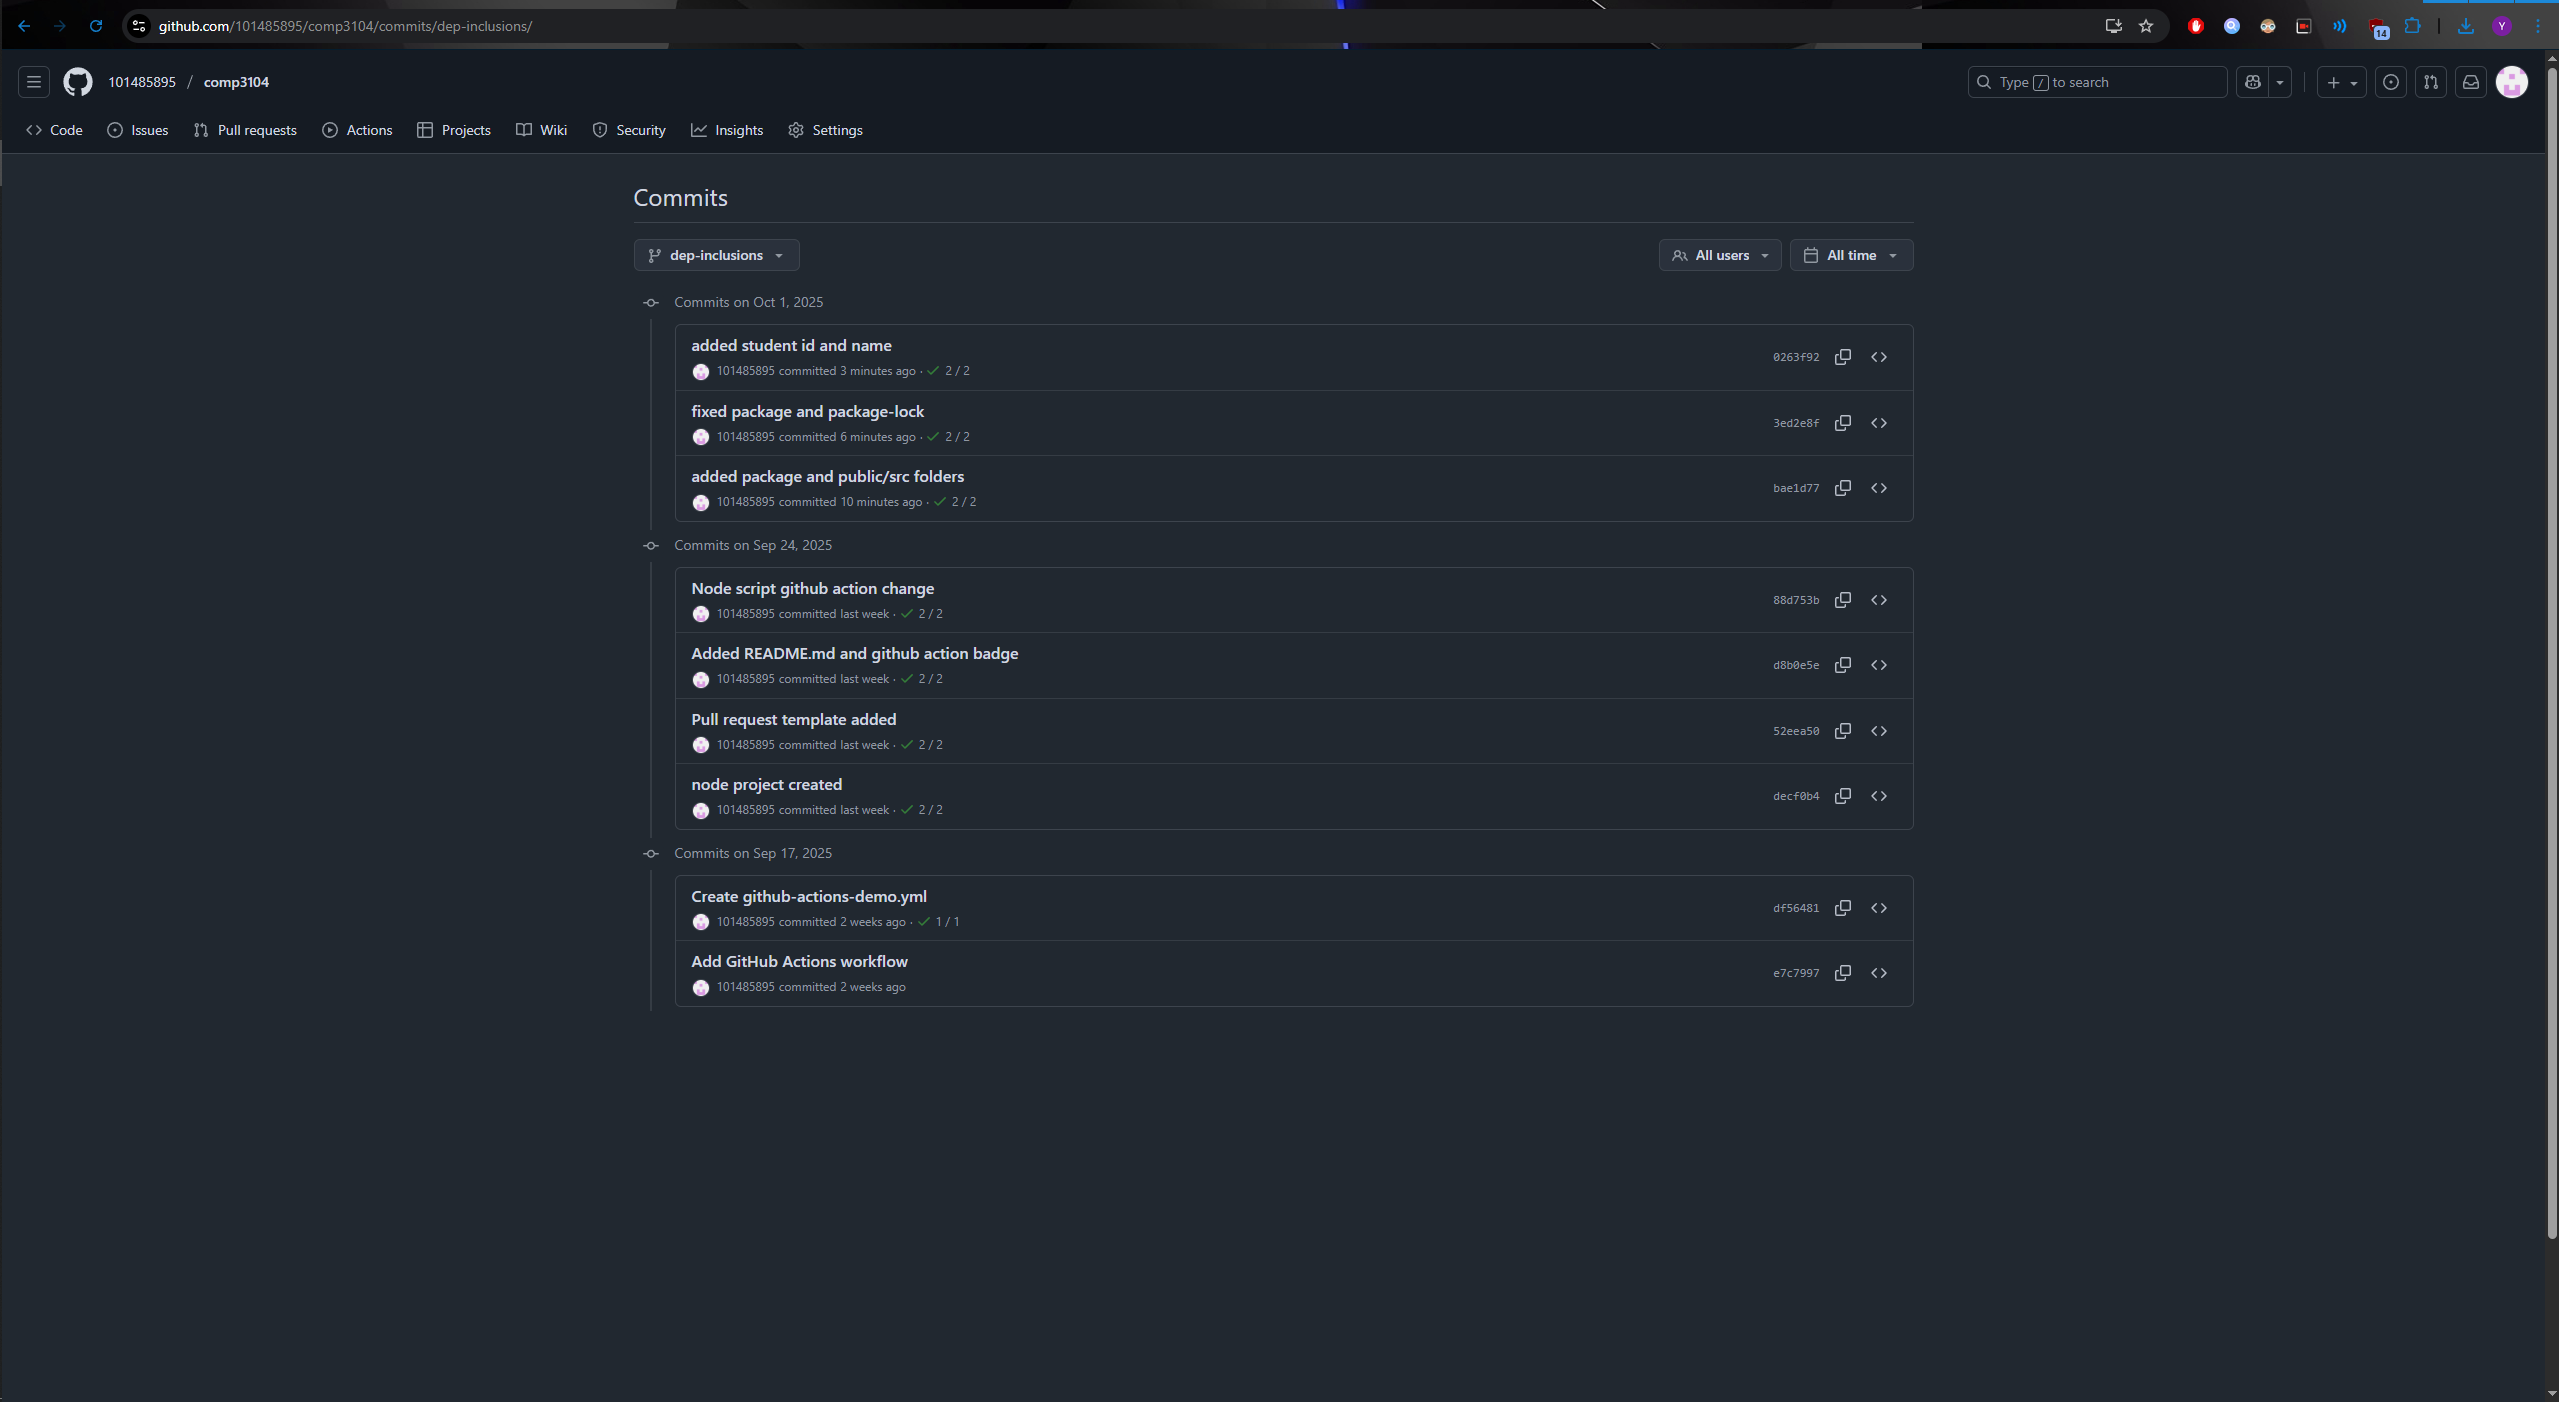 github.com/101485895/comp3104/commits/dep-inclusions/
14
Y
101485895 / comp3104
Type / to search
Code Issues Pull requests Actions Projects Wiki Security Insights Settings
Commits
dep-inclusions
All users All time
Commits on Oct 1, 2025
added student id and name
101485895 committed 3 minutes ago · 2 / 2
0263f92
fixed package and package-lock
101485895 committed 6 minutes ago · 2 / 2
3ed2e8f
added package and public/src folders
101485895 committed 10 minutes ago · 2 / 2
bae1d77
Commits on Sep 24, 2025
Node script github action change
101485895 committed last week · 2 / 2
88d753b
Added README.md and github action badge
101485895 committed last week · 2 / 2
d8b0e5e
Pull request template added
101485895 committed last week · 2 / 2
52eea50
node project created
101485895 committed last week · 2 / 2
decf0b4
Commits on Sep 17, 2025
Create github-actions-demo.yml
101485895 committed 2 weeks ago · 1 / 1
df56481
Add GitHub Actions workflow
101485895 committed 2 weeks ago
e7c7997